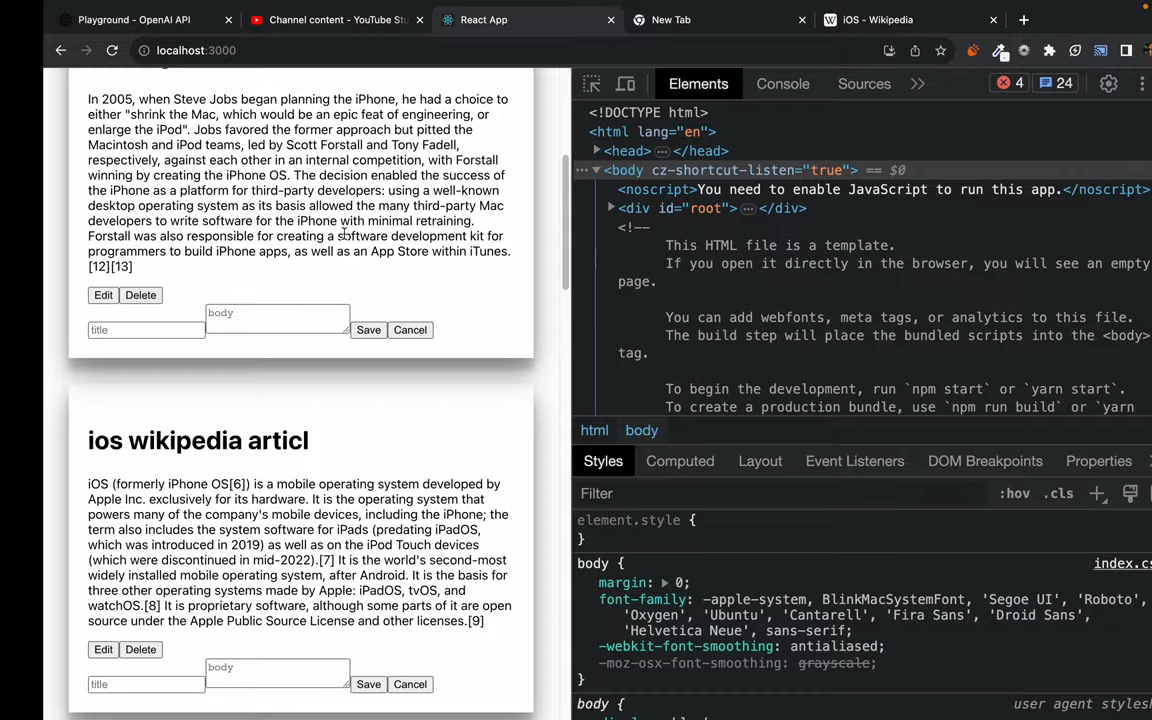 Playground - OpenAI API
Channel content - YouTube Stu
React App
New Tab
iOS - Wikipedia
localhost:3000
In 2005, when Steve Jobs began planning the iPhone, he had a choice to
either "shrink the Mac, which would be an epic feat of engineering, or
enlarge the iPod". Jobs favored the former approach but pitted the
Macintosh and iPod teams, led by Scott Forstall and Tony Fadell,
respectively, against each other in an internal competition, with Forstall
winning by creating the iPhone OS. The decision enabled the success of
the iPhone as a platform for third-party developers: using a well-known
desktop operating system as its basis allowed the many third-party Mac
developers to write software for the iPhone with minimal retraining.
Forstall was also responsible for creating a software development kit for
programmers to build iPhone apps, as well as an App Store within iTunes.
[12][13]
Edit Delete
title body Save Cancel
ios wikipedia articl
iOS (formerly iPhone OS[6]) is a mobile operating system developed by
Apple Inc. exclusively for its hardware. It is the operating system that
powers many of the company's mobile devices, including the iPhone; the
term also includes the system software for iPads (predating iPadOS,
which was introduced in 2019) as well as on the iPod Touch devices
(which were discontinued in mid-2022).[7] It is the world's second-most
widely installed mobile operating system, after Android. It is the basis for
three other operating systems made by Apple: iPadOS, tvOS, and
watchOS.[8] It is proprietary software, although some parts of it are open
source under the Apple Public Source License and other licenses.[9]
Edit Delete
title body Save Cancel
Elements Console Sources 4 24
<!DOCTYPE html>
<html lang="en">
<head> </head>
<body cz-shortcut-listen="true"> == $0
<noscript>You need to enable JavaScript to run this app.</noscript>
<div id="root"> </div>
<!--
This HTML file is a template.
If you open it directly in the browser, you will see an empty
page.
You can add webfonts, meta tags, or analytics to this file.
The build step will place the bundled scripts into the <body>
tag.
To begin the development, run `npm start` or `yarn start`.
To create a production bundle, use `npm run build` or `yarn
html body
Styles Computed Layout Event Listeners DOM Breakpoints Properties
Filter :hov .cls
element.style {
}
body { index.cs
margin: 0;
font-family: -apple-system, BlinkMacSystemFont, 'Segoe UI', 'Roboto',
'Oxygen', 'Ubuntu', 'Cantarell', 'Fira Sans', 'Droid Sans',
'Helvetica Neue', sans-serif;
-webkit-font-smoothing: antialiased;
-moz-osx-font-smoothing: grayscale;
}
body { user agent stylesh